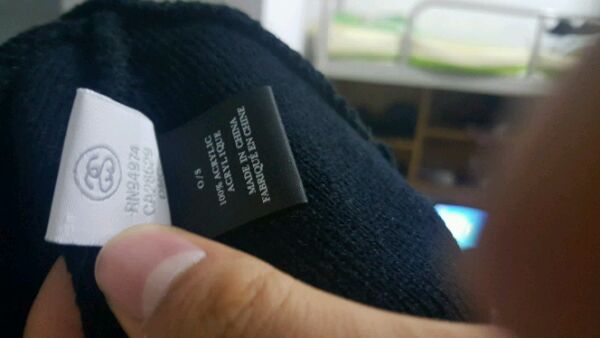 RN94974
CA28629
O/S
100% ACRYLIC
ACRYLIQUE
MADE IN CHINA
FABRIQUÉ EN CHINE